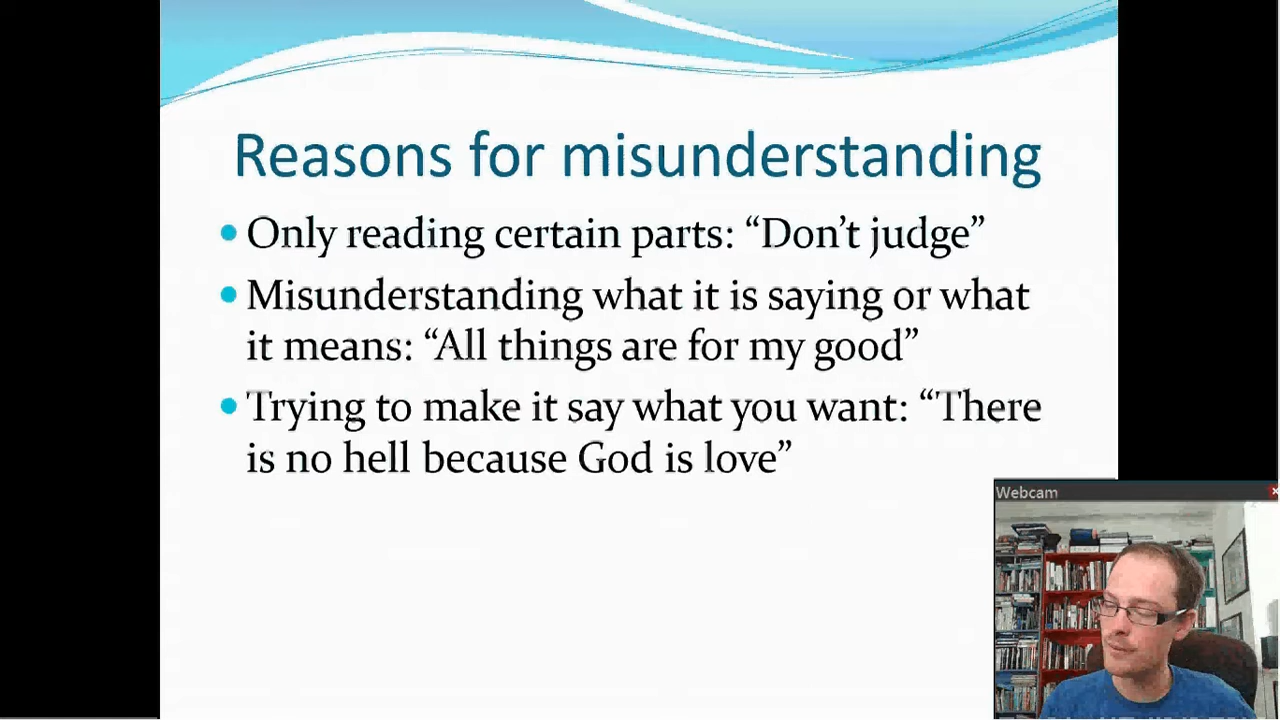 Reasons for misunderstanding
• Only reading certain parts: “Don’t judge”
• Misunderstanding what it is saying or what
it means: “All things are for my good”
• Trying to make it say what you want: “There
is no hell because God is love”
Webcam